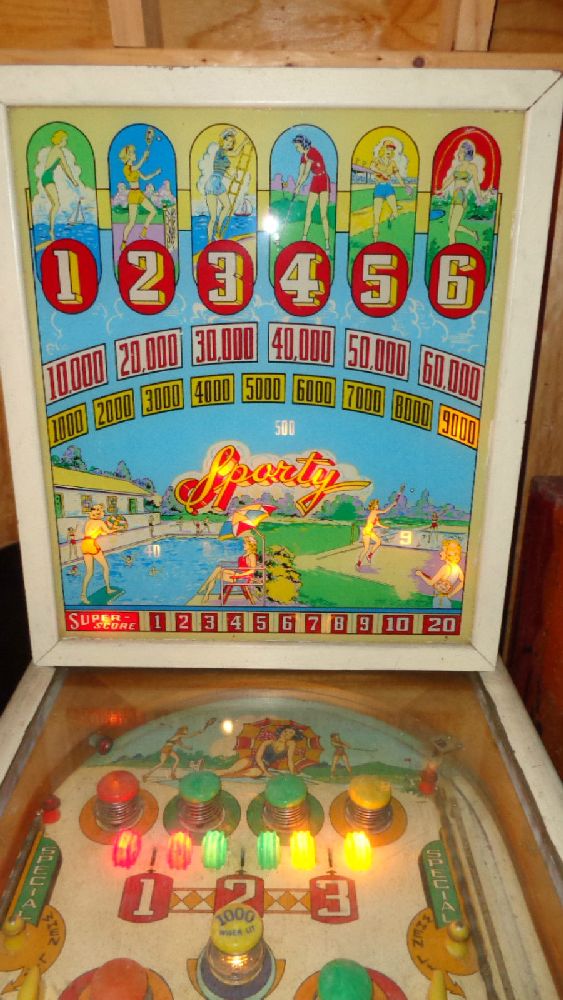 1 2 3 4 5 6
10,000 20,000 30,000 40,000 50,000 60,000
1000 2000 3000 4000 5000 6000 7000 8000 9000
500
Sporty
9
40
SUPER-SCORE 1 2 3 4 5 6 7 8 9 10 20
SPECIAL SPECIAL
1 2 3
WHEN LIT
1000
WHEN LIT